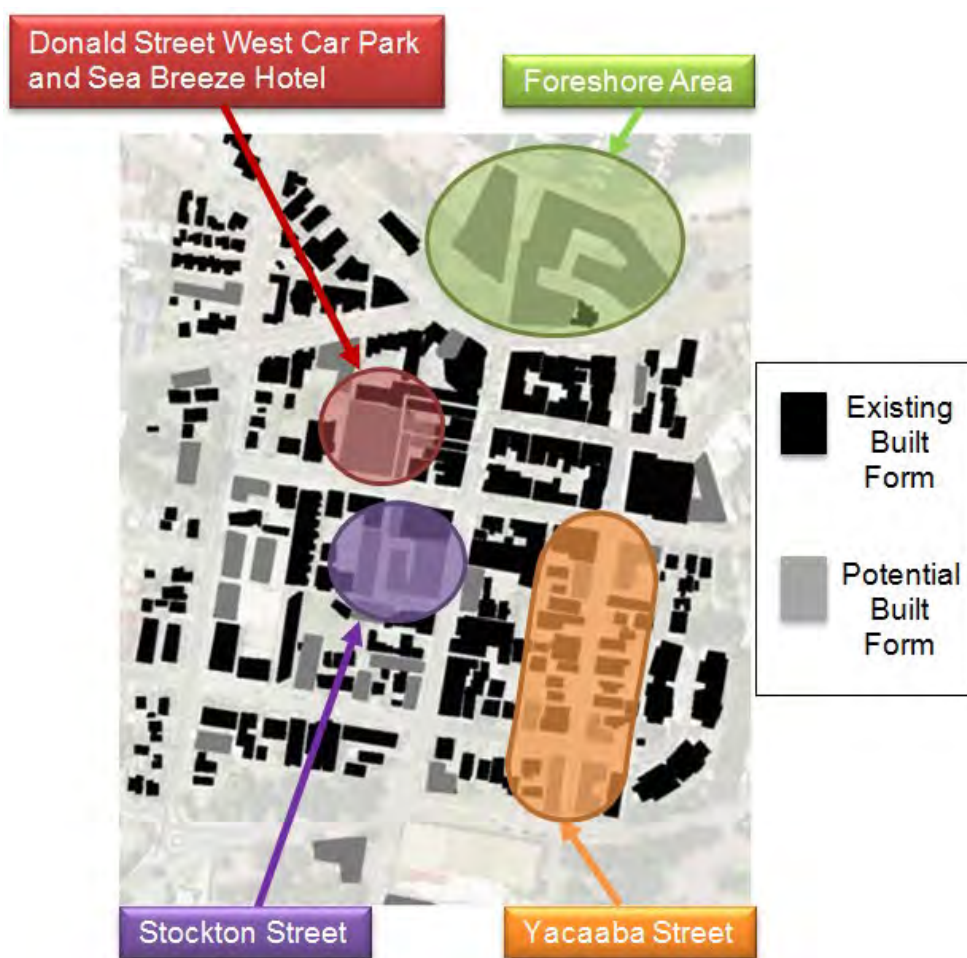 Donald Street West Car Park
and Sea Breeze Hotel
Foreshore Area
Existing
Built
Form
Potential
Built
Form
Stockton Street
Yacaaba Street